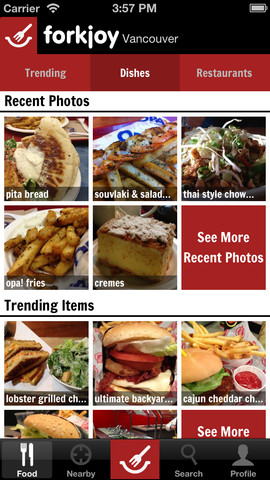 Carrier 3:57 PM
forkjoy Vancouver
Trending Dishes Restaurants
Recent Photos
pita bread souvlaki & salad... thai style chow...
opa! fries cremes See More
Recent Photos
Trending Items
lobster grilled ch... ultimate backyar... cajun cheddar ch...
See More
Food Nearby Search Profile